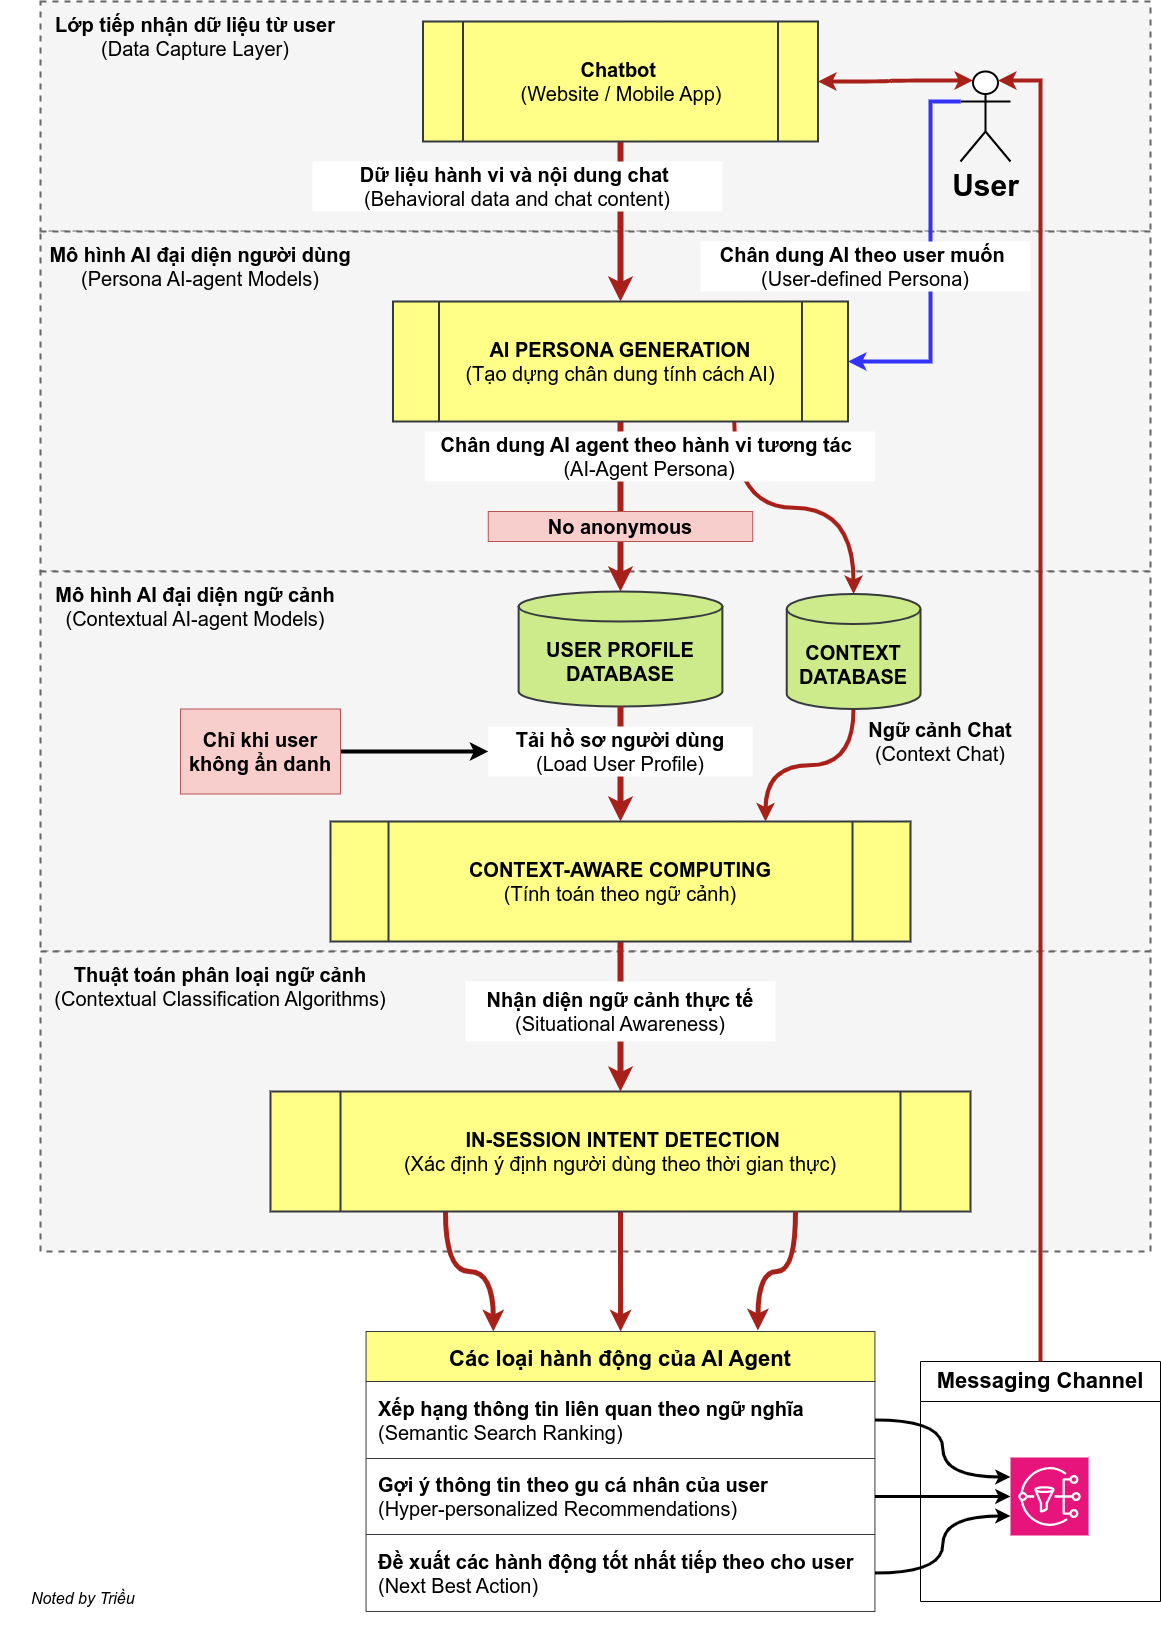 Lớp tiếp nhận dữ liệu từ user
(Data Capture Layer)
Chatbot
(Website / Mobile App)
User
Dữ liệu hành vi và nội dung chat
(Behavioral data and chat content)
Mô hình AI đại diện người dùng
(Persona AI-agent Models)
Chân dung AI theo user muốn
(User-defined Persona)
AI PERSONA GENERATION
(Tạo dựng chân dung tính cách AI)
Chân dung AI agent theo hành vi tương tác
(AI-Agent Persona)
No anonymous
Mô hình AI đại diện ngữ cảnh
(Contextual AI-agent Models)
USER PROFILE
DATABASE
CONTEXT
DATABASE
Chỉ khi user
không ẩn danh
Tải hồ sơ người dùng
(Load User Profile)
Ngữ cảnh Chat
(Context Chat)
CONTEXT-AWARE COMPUTING
(Tính toán theo ngữ cảnh)
Thuật toán phân loại ngữ cảnh
(Contextual Classification Algorithms)
Nhận diện ngữ cảnh thực tế
(Situational Awareness)
IN-SESSION INTENT DETECTION
(Xác định ý định người dùng theo thời gian thực)
Các loại hành động của AI Agent
Xếp hạng thông tin liên quan theo ngữ nghĩa
(Semantic Search Ranking)
Gợi ý thông tin theo gu cá nhân của user
(Hyper-personalized Recommendations)
Đề xuất các hành động tốt nhất tiếp theo cho user
(Next Best Action)
Messaging Channel
Noted by Triều